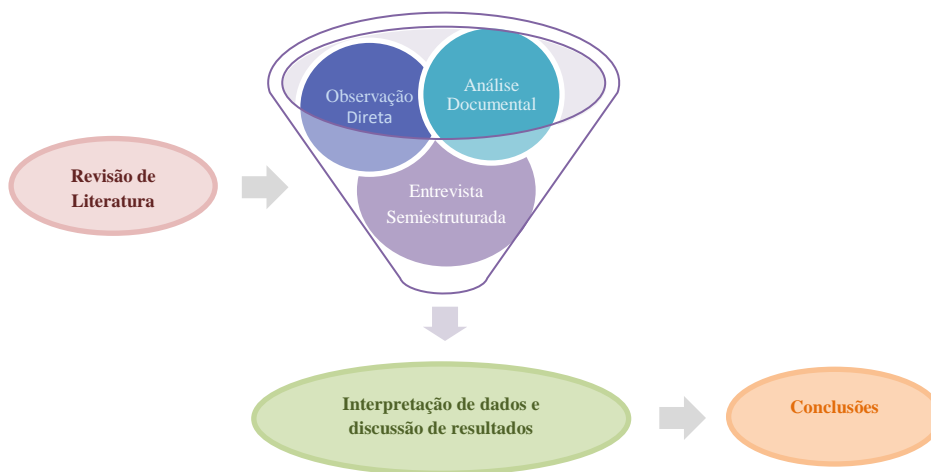 Observação
Direta
Análise
Documental
Revisão de
Literatura
Entrevista
Semiestruturada
Interpretação de dados e
discussão de resultados
Conclusões